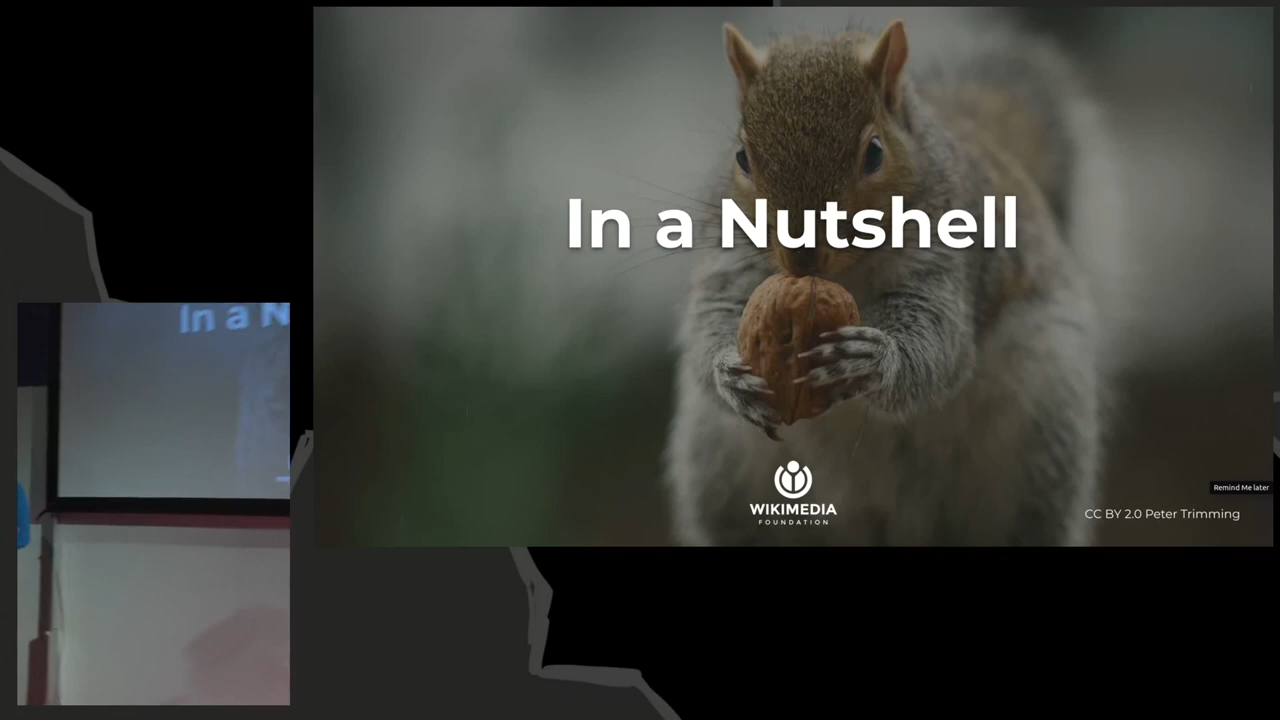 In a N
In a Nutshell
WIKIMEDIA
FOUNDATION
Remind Me later
CC BY 2.0 Peter Trimming